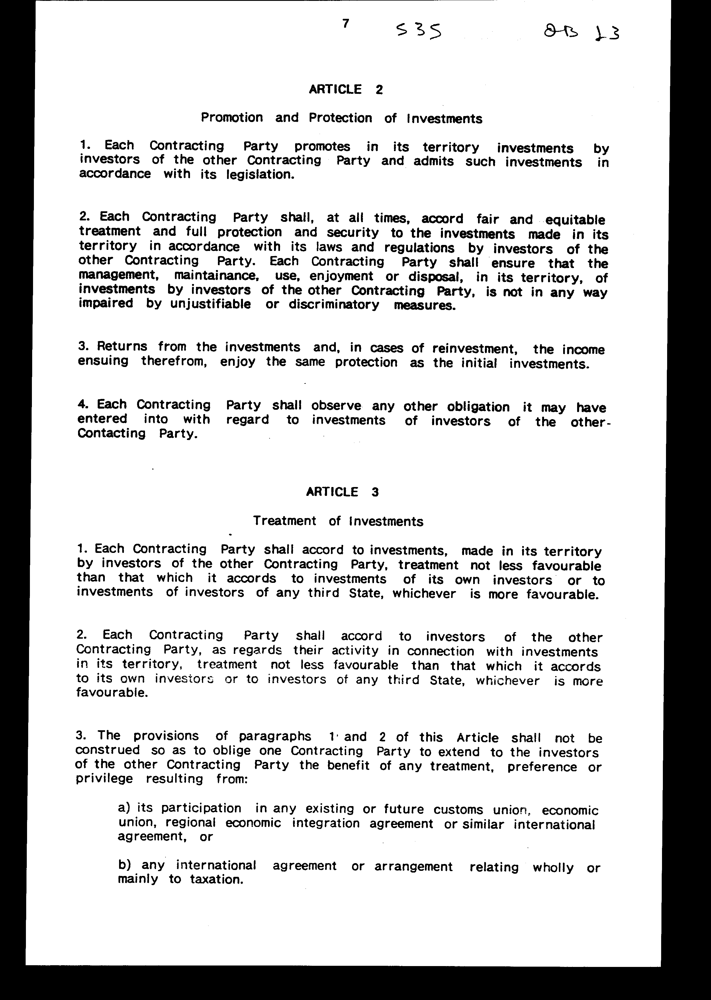 7 535 OB 13
ARTICLE 2
Promotion and Protection of Investments
1. Each Contracting Party promotes in its territory investments by
investors of the other Contracting Party and admits such investments in
accordance with its legislation.
2. Each Contracting Party shall, at all times, accord fair and equitable
treatment and full protection and security to the investments made in its
territory in accordance with its laws and regulations by investors of the
other Contracting Party. Each Contracting Party shall ensure that the
management, maintainance, use, enjoyment or disposal, in its territory, of
investments by investors of the other Contracting Party, is not in any way
impaired by unjustifiable or discriminatory measures.
3. Returns from the investments and, in cases of reinvestment, the income
ensuing therefrom, enjoy the same protection as the initial investments.
4. Each Contracting Party shall observe any other obligation it may have
entered into with regard to investments of investors of the other-
Contacting Party.
ARTICLE 3
Treatment of Investments
1. Each Contracting Party shall accord to investments, made in its territory
by investors of the other Contracting Party, treatment not less favourable
than that which it accords to investments of its own investors or to
investments of investors of any third State, whichever is more favourable.
2. Each Contracting Party shall accord to investors of the other
Contracting Party, as regards their activity in connection with investments
in its territory, treatment not less favourable than that which it accords
to its own investors or to investors of any third State, whichever is more
favourable.
3. The provisions of paragraphs 1 and 2 of this Article shall not be
construed so as to oblige one Contracting Party to extend to the investors
of the other Contracting Party the benefit of any treatment, preference or
privilege resulting from:
a) its participation in any existing or future customs union, economic
union, regional economic integration agreement or similar international
agreement, or
b) any international agreement or arrangement relating wholly or
mainly to taxation.